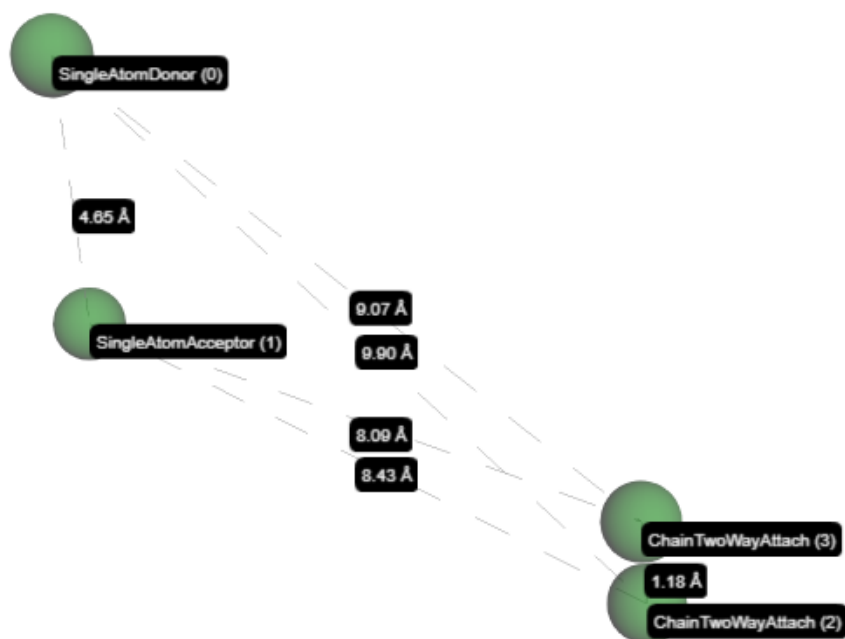 SingleAtomDonor (0)
4.65 Å
9.07 Å
SingleAtomAcceptor (1)
9.90 Å
8.09 Å
8.43 Å
ChainTwoWayAttach (3)
1.18 Å
ChainTwoWayAttach (2)